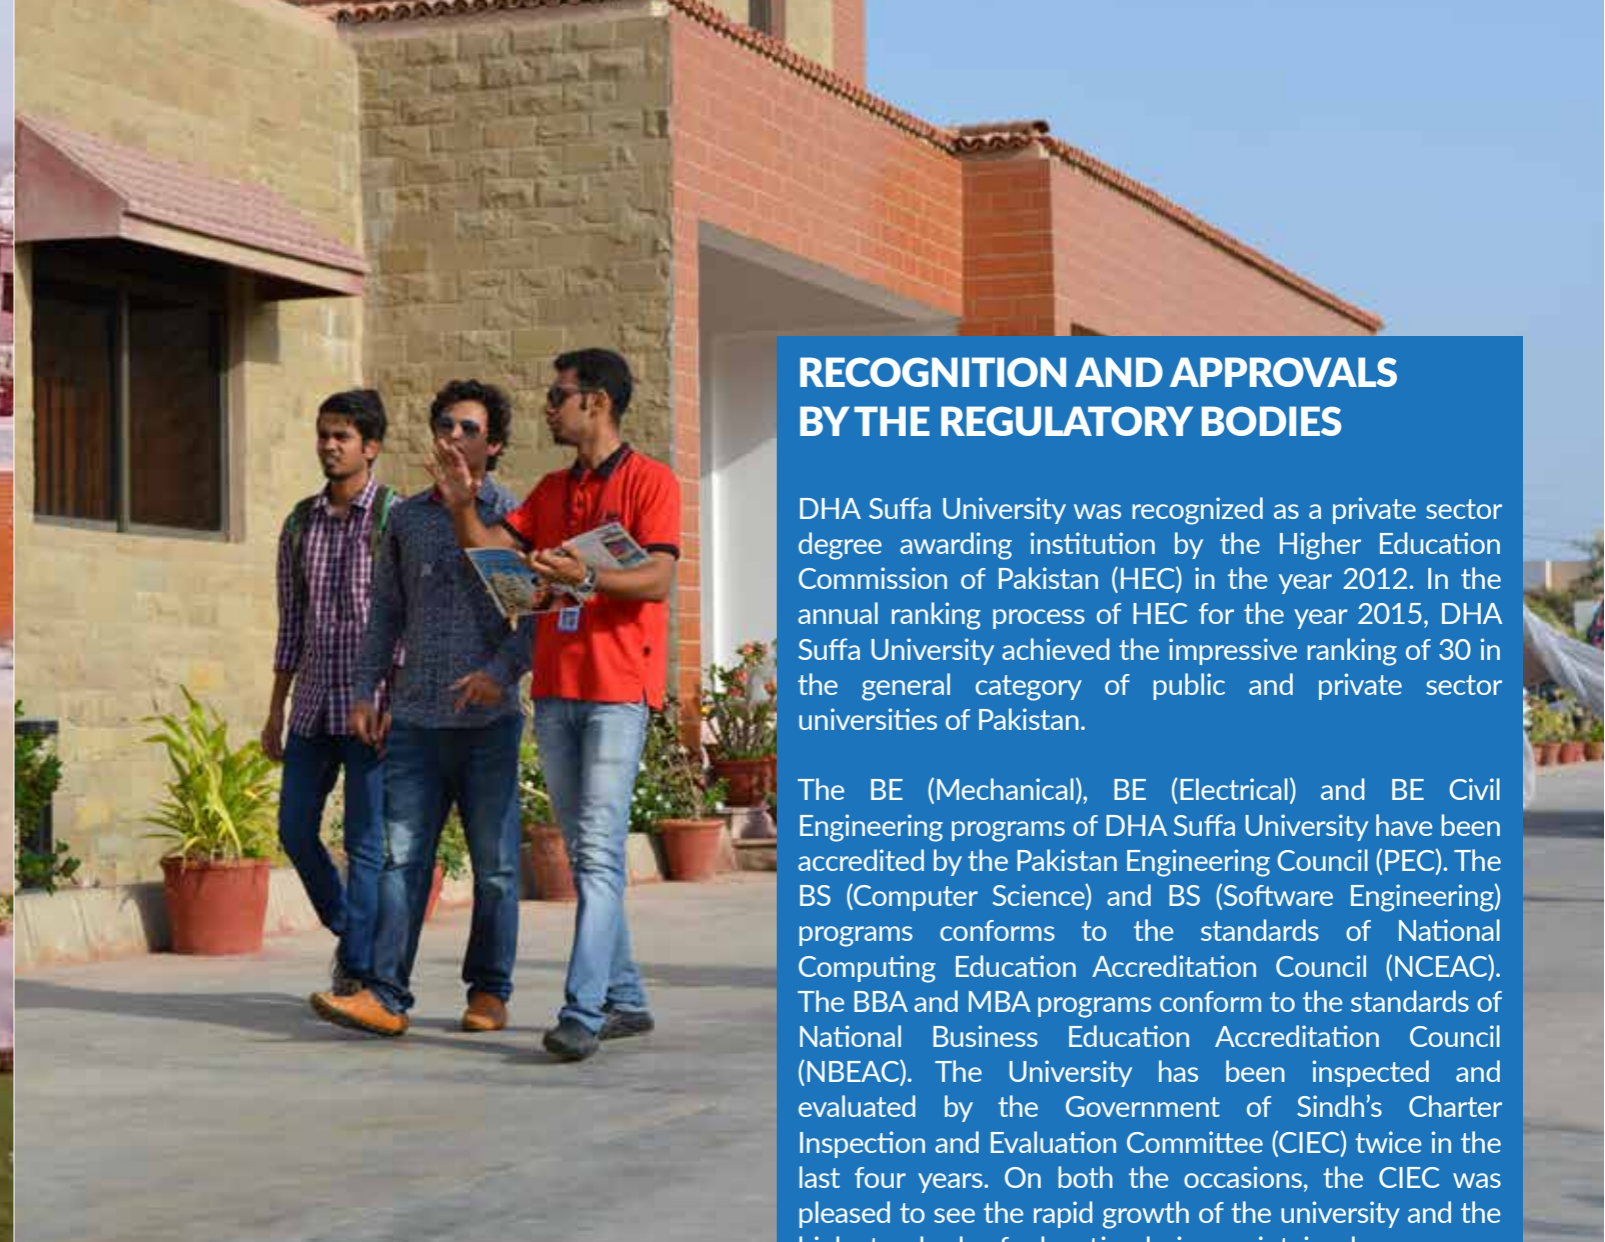 RECOGNITION AND APPROVALS
BY THE REGULATORY BODIES
DHA Suffa University was recognized as a private sector
degree awarding institution by the Higher Education
Commission of Pakistan (HEC) in the year 2012. In the
annual ranking process of HEC for the year 2015, DHA
Suffa University achieved the impressive ranking of 30 in
the general category of public and private sector
universities of Pakistan.
The BE (Mechanical), BE (Electrical) and BE Civil
Engineering programs of DHA Suffa University have been
accredited by the Pakistan Engineering Council (PEC). The
BS (Computer Science) and BS (Software Engineering)
programs conforms to the standards of National
Computing Education Accreditation Council (NCEAC).
The BBA and MBA programs conform to the standards of
National Business Education Accreditation Council
(NBEAC). The University has been inspected and
evaluated by the Government of Sindh's Charter
Inspection and Evaluation Committee (CIEC) twice in the
last four years. On both the occasions, the CIEC was
pleased to see the rapid growth of the university and the